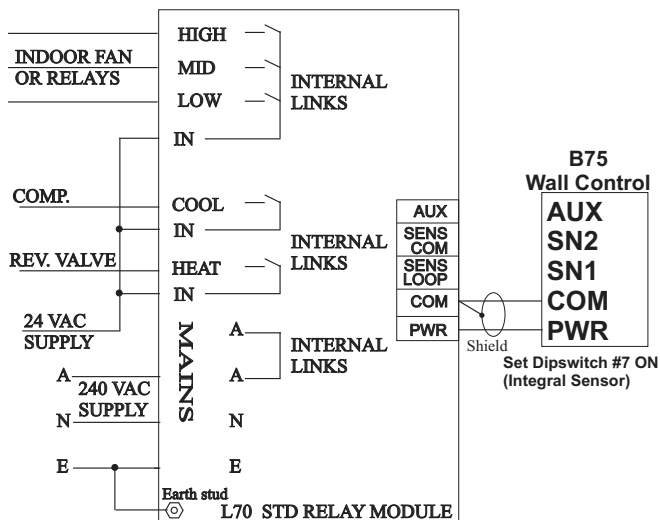 HIGH
INDOOR FAN
OR RELAYS
MID
LOW
INTERNAL
LINKS
IN
COMP.
COOL
IN
REV. VALVE
HEAT
INTERNAL
LINKS
IN
24 VAC
SUPPLY
MAINS
A
INTERNAL
LINKS
A
A
240 VAC
SUPPLY
N
N
E
E
Earth stud
L70 STD RELAY MODULE
AUX
SENS
COM
SENS
LOOP
COM
PWR
Shield
B75
Wall Control
AUX
SN2
SN1
COM
PWR
Set Dipswitch #7 ON
(Integral Sensor)